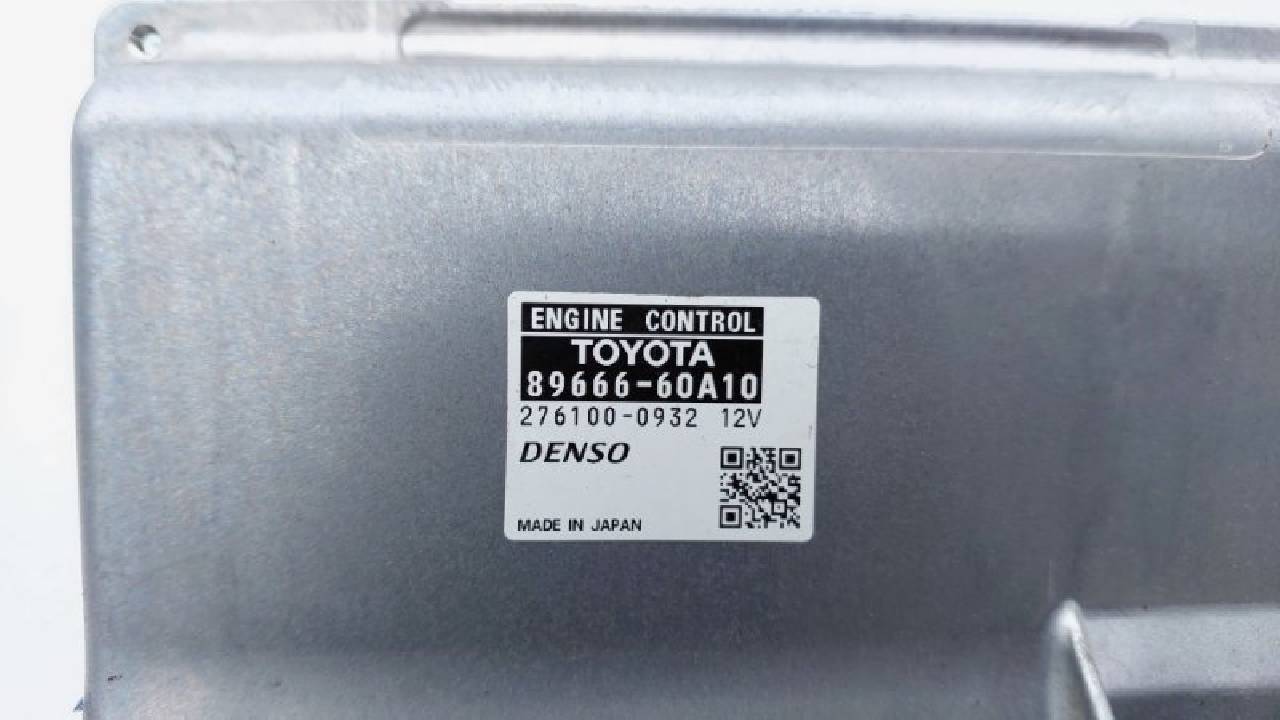 ENGINE CONTROL
TOYOTA
89666-60A10
276100-0932 12V
DENSO
MADE IN JAPAN